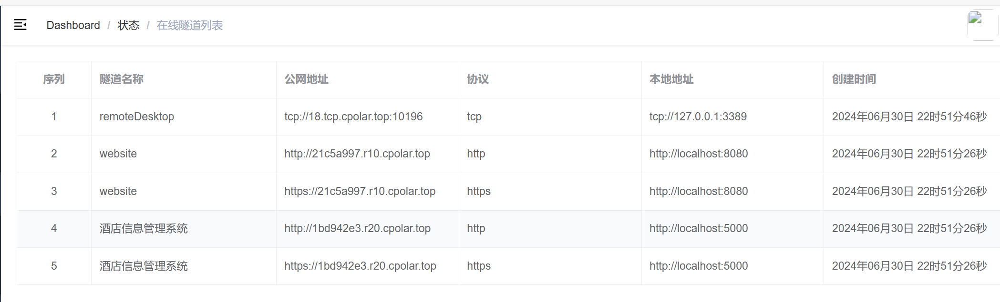 Dashboard / 状态 / 在线隧道列表
序列 隧道名称 公网地址 协议 本地地址 创建时间
1 remoteDesktop tcp://18.tcp.cpolar.top:10196 tcp tcp://127.0.0.1:3389 2024年06月30日 22时51分46秒
2 website http://21c5a997.r10.cpolar.top http http://localhost:8080 2024年06月30日 22时51分26秒
3 website https://21c5a997.r10.cpolar.top https http://localhost:8080 2024年06月30日 22时51分26秒
4 酒店信息管理系统 http://1bd942e3.r20.cpolar.top http http://localhost:5000 2024年06月30日 22时51分26秒
5 酒店信息管理系统 https://1bd942e3.r20.cpolar.top https http://localhost:5000 2024年06月30日 22时51分26秒